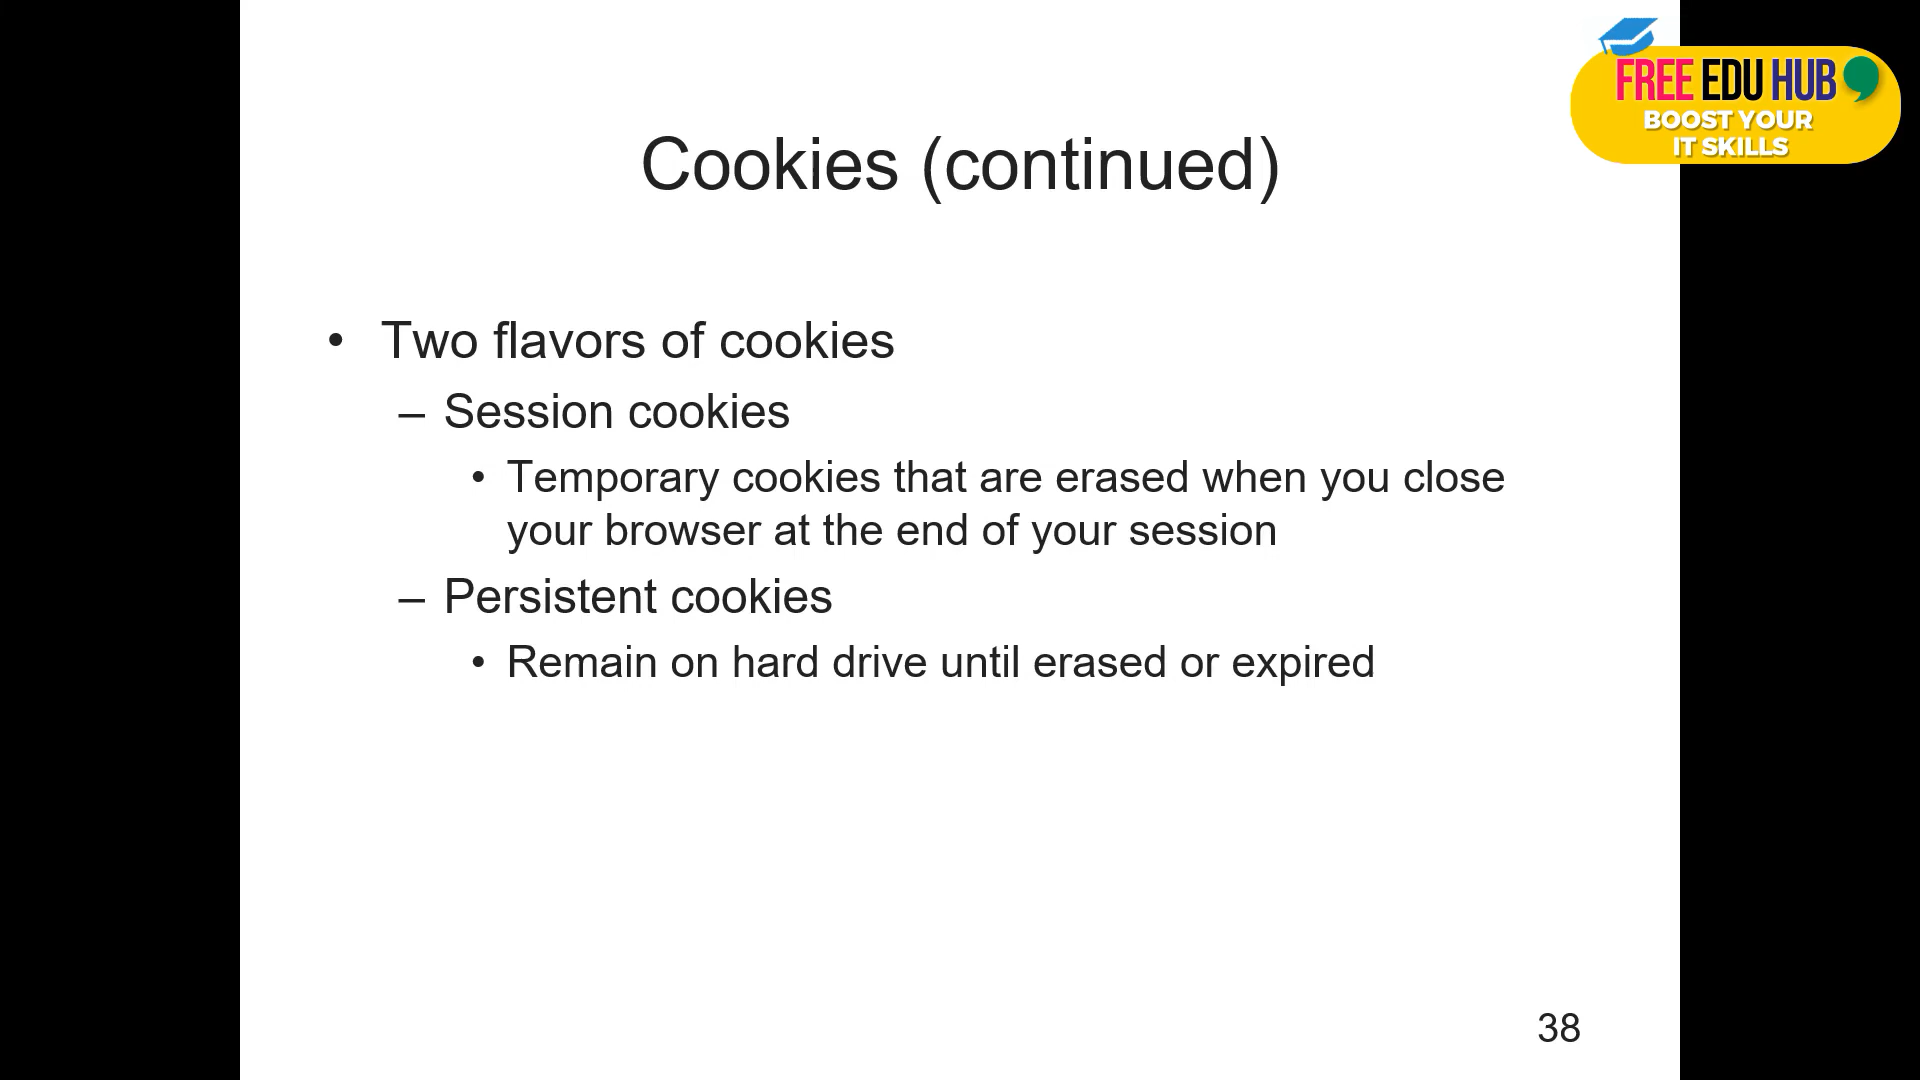 FREE EDU HUB
BOOST YOUR
IT SKILLS
Cookies (continued)
• Two flavors of cookies
– Session cookies
• Temporary cookies that are erased when you close
your browser at the end of your session
– Persistent cookies
• Remain on hard drive until erased or expired
38